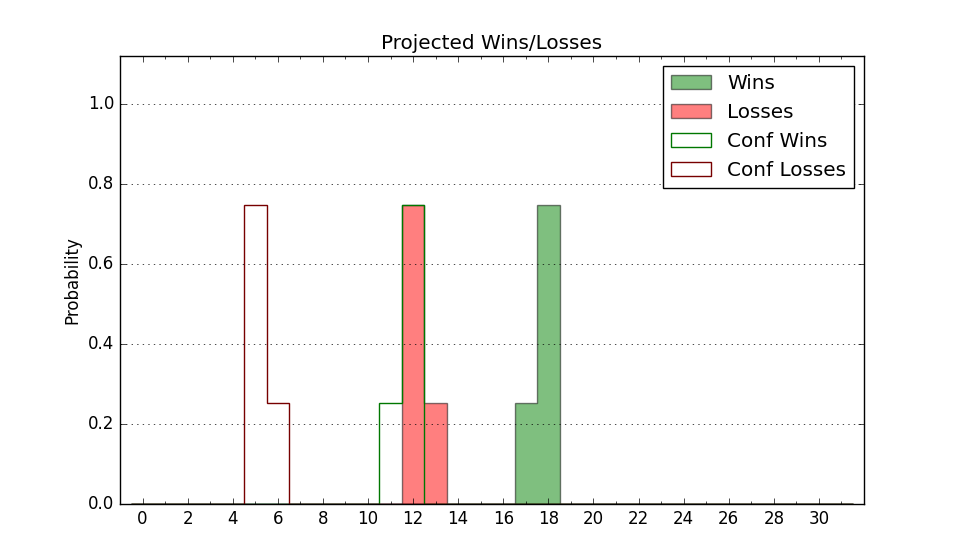 Projected Wins/Losses
Wins
Losses
Conf Wins
Conf Losses
Probability
1.0
0.8
0.6
0.4
0.2
0.0
0 2 4 6 8 10 12 14 16 18 20 22 24 26 28 30